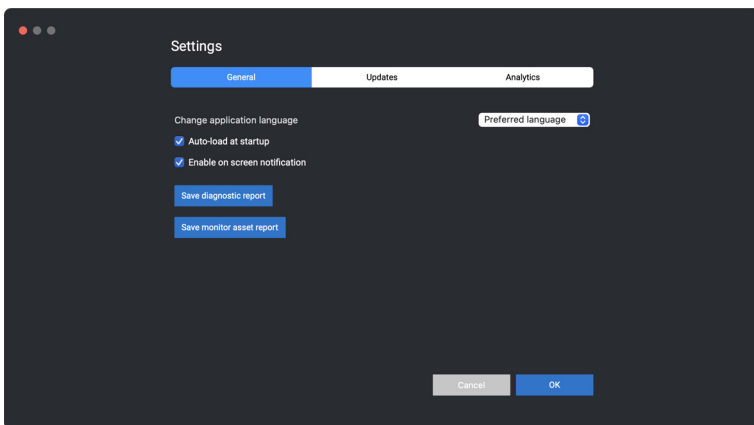 Settings
General Updates Analytics
Change application language Preferred language
Auto-load at startup
Enable on screen notification
Save diagnostic report
Save monitor asset report
Cancel OK